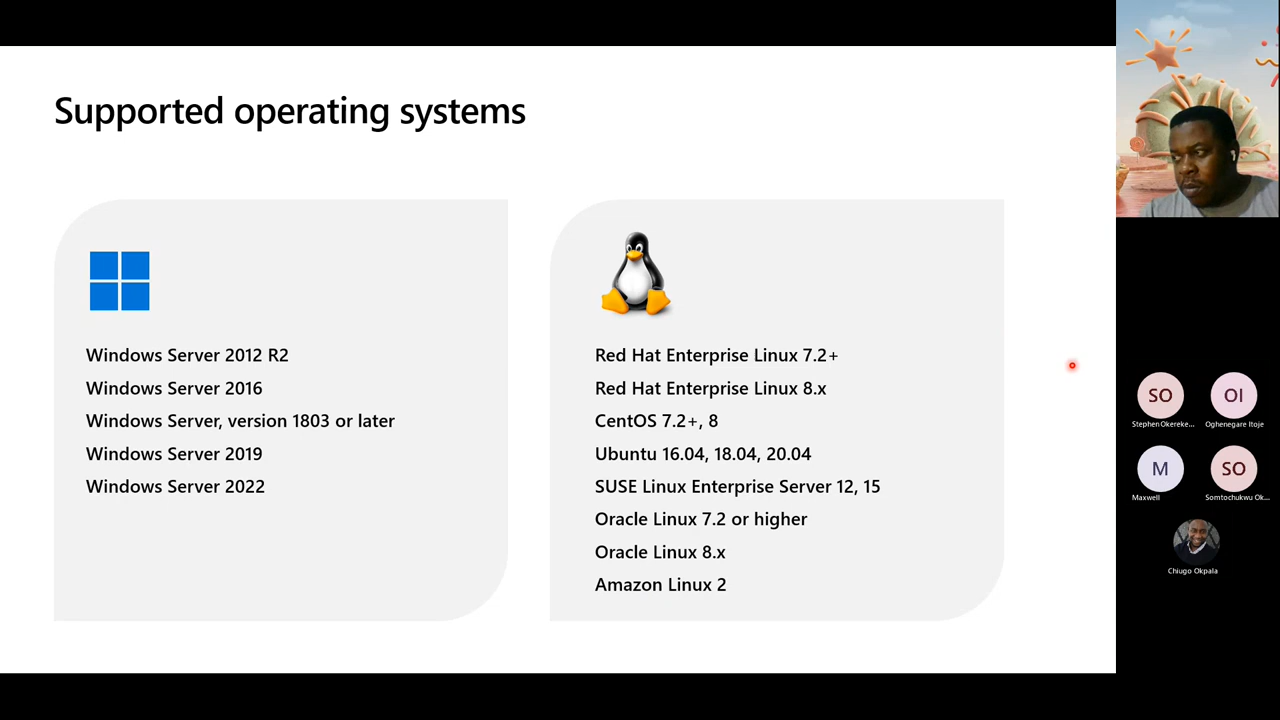 Supported operating systems
Windows Server 2012 R2
Windows Server 2016
Windows Server, version 1803 or later
Windows Server 2019
Windows Server 2022
Red Hat Enterprise Linux 7.2+
Red Hat Enterprise Linux 8.x
CentOS 7.2+, 8
Ubuntu 16.04, 18.04, 20.04
SUSE Linux Enterprise Server 12, 15
Oracle Linux 7.2 or higher
Oracle Linux 8.x
Amazon Linux 2
SO
OI
Stephen Okereke...
Oghenegare Itoje
M
SO
Maxwell
Somtochukwu Ok...
Chiugo Okpala